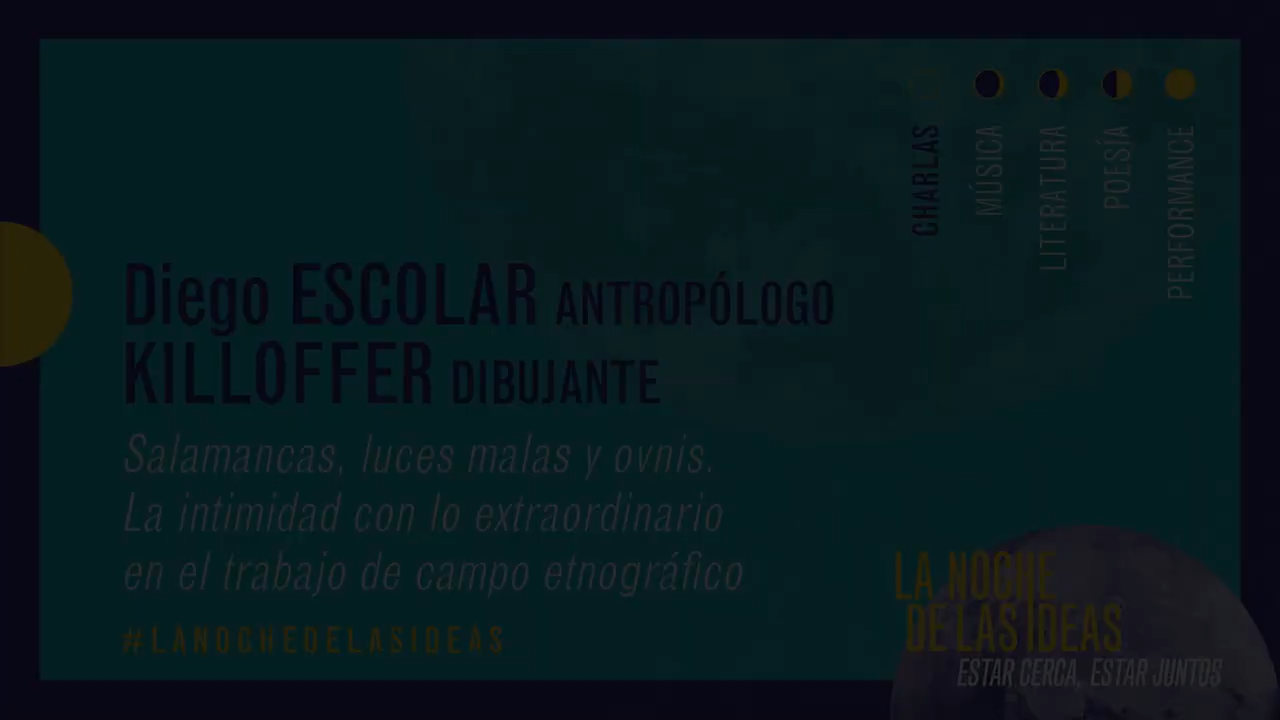 CHARLAS
MÚSICA
LITERATURA
POESÍA
PERFORMANCE
Diego ESCOLAR ANTROPÓLOGO
KILLOFFER DIBUJANTE
Salamancas, luces malas y ovnis.
La intimidad con lo extraordinario
en el trabajo de campo etnográfico
#LANOCHEDELASIDEAS
LA NOCHE
DE LAS IDEAS
ESTAR CERCA, ESTAR JUNTOS